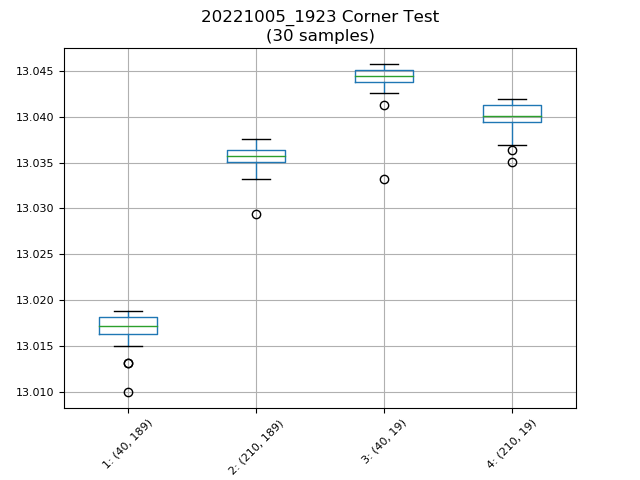 20221005_1923 Corner Test
(30 samples)
13.045
13.040
13.035
13.030
13.025
13.020
13.015
13.010
1: (40, 189)
2: (210, 189)
3: (40, 19)
4: (210, 19)